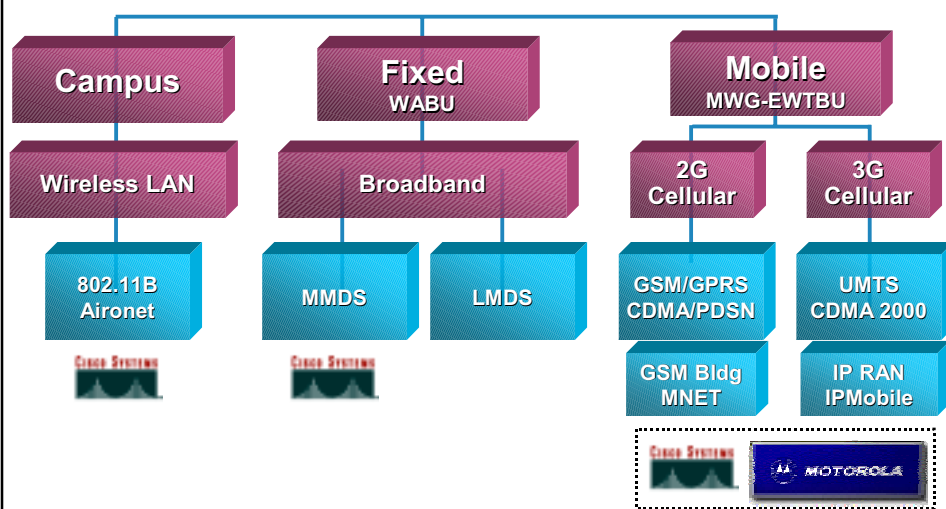 Campus
Fixed
WABU
Mobile
MWG-EWTBU
Wireless LAN
Broadband
2G
Cellular
3G
Cellular
802.11B
Aironet
MMDS
LMDS
GSM/GPRS
CDMA/PDSN
UMTS
CDMA 2000
GSM Bldg
MNET
IP RAN
IPMobile
CISCO SYSTEMS
CISCO SYSTEMS
CISCO SYSTEMS
MOTOROLA